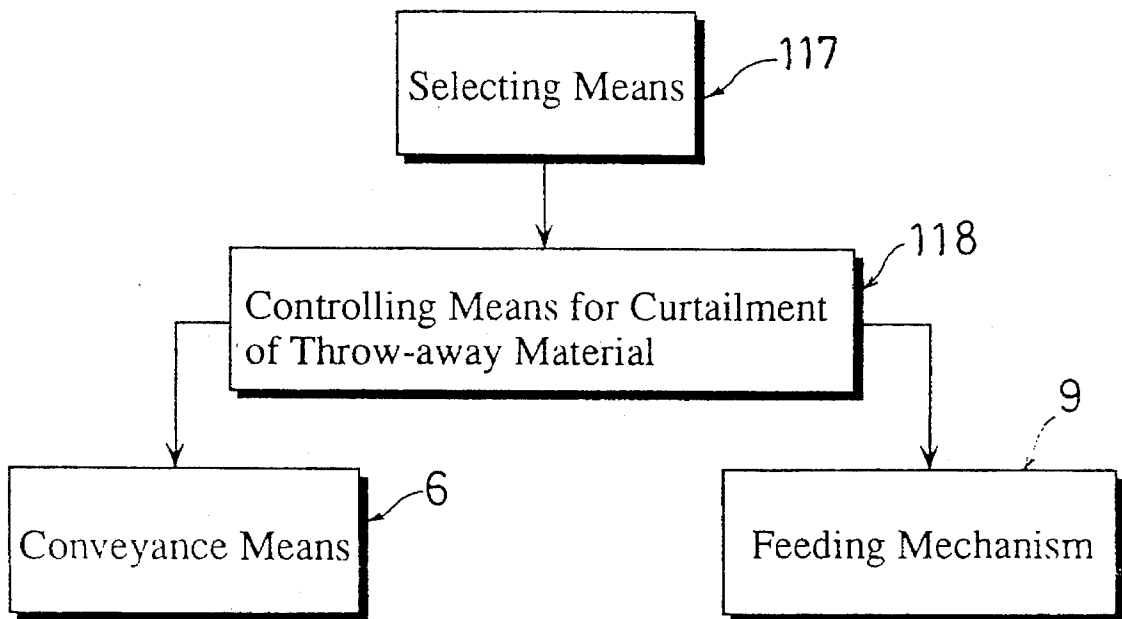 Selecting Means
117
Controlling Means for Curtailment
of Throw-away Material
118
Conveyance Means
6
Feeding Mechanism
9